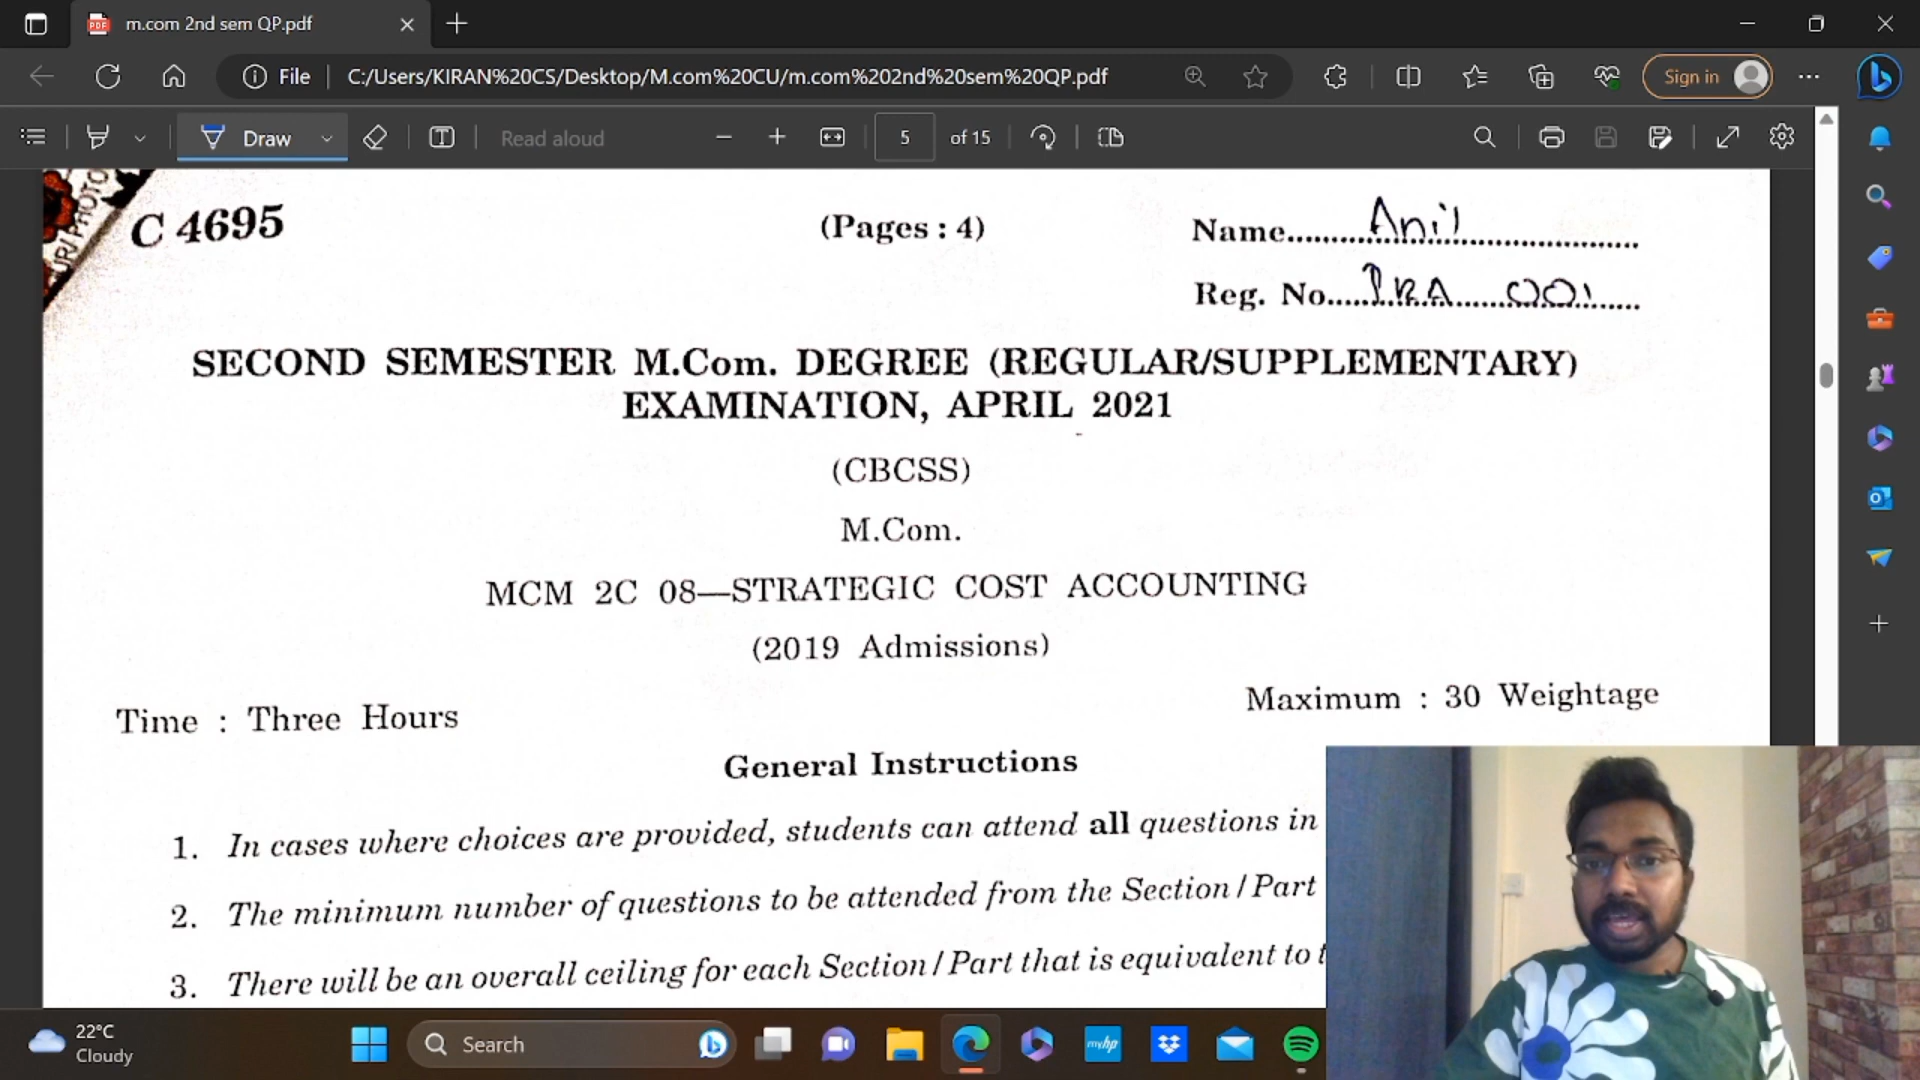 m.com 2nd sem QP.pdf
File
C:/Users/KIRAN%20CS/Desktop/M.com%20CU/m.com%202nd%20sem%20QP.pdf
Sign in
Draw
Read aloud
5 of 15
C 4695
(Pages : 4)
Name Anil
Reg. No. PRA 001
SECOND SEMESTER M.Com. DEGREE (REGULAR/SUPPLEMENTARY)
EXAMINATION, APRIL 2021
(CBCSS)
M.Com.
MCM 2C 08—STRATEGIC COST ACCOUNTING
(2019 Admissions)
Time : Three Hours
Maximum : 30 Weightage
General Instructions
1. In cases where choices are provided, students can attend all questions in
2. The minimum number of questions to be attended from the Section / Part
3. There will be an overall ceiling for each Section / Part that is equivalent to
22°C
Cloudy
Search
myhp